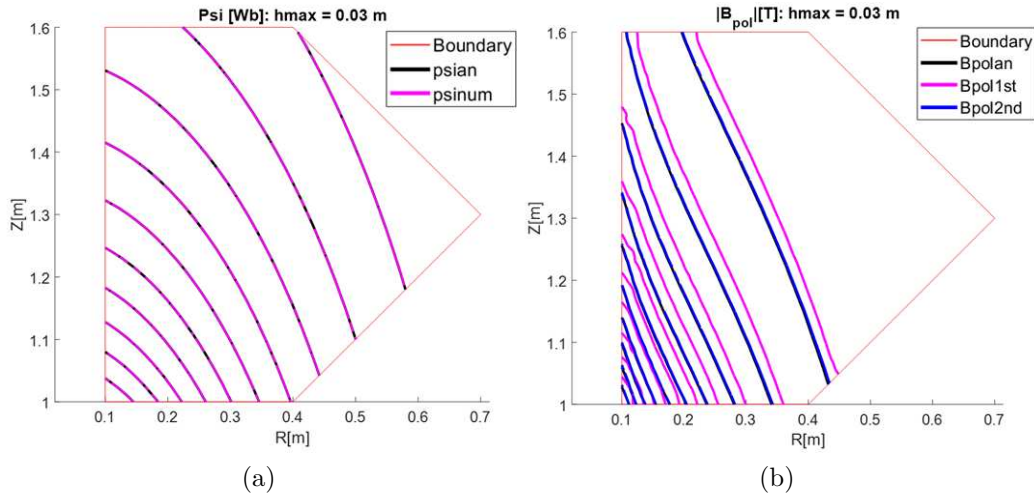 Psi [Wb]: hmax = 0.03 m
Boundary
psian
psinum
1.6
1.5
1.4
1.3
1.2
1.1
1
Z[m]
0.1 0.2 0.3 0.4 0.5 0.6 0.7
R[m]
(a)
|B_pol|[T]: hmax = 0.03 m
Boundary
Bpolan
Bpol1st
Bpol2nd
1.6
1.5
1.4
1.3
1.2
1.1
1
Z[m]
0.1 0.2 0.3 0.4 0.5 0.6 0.7
R[m]
(b)